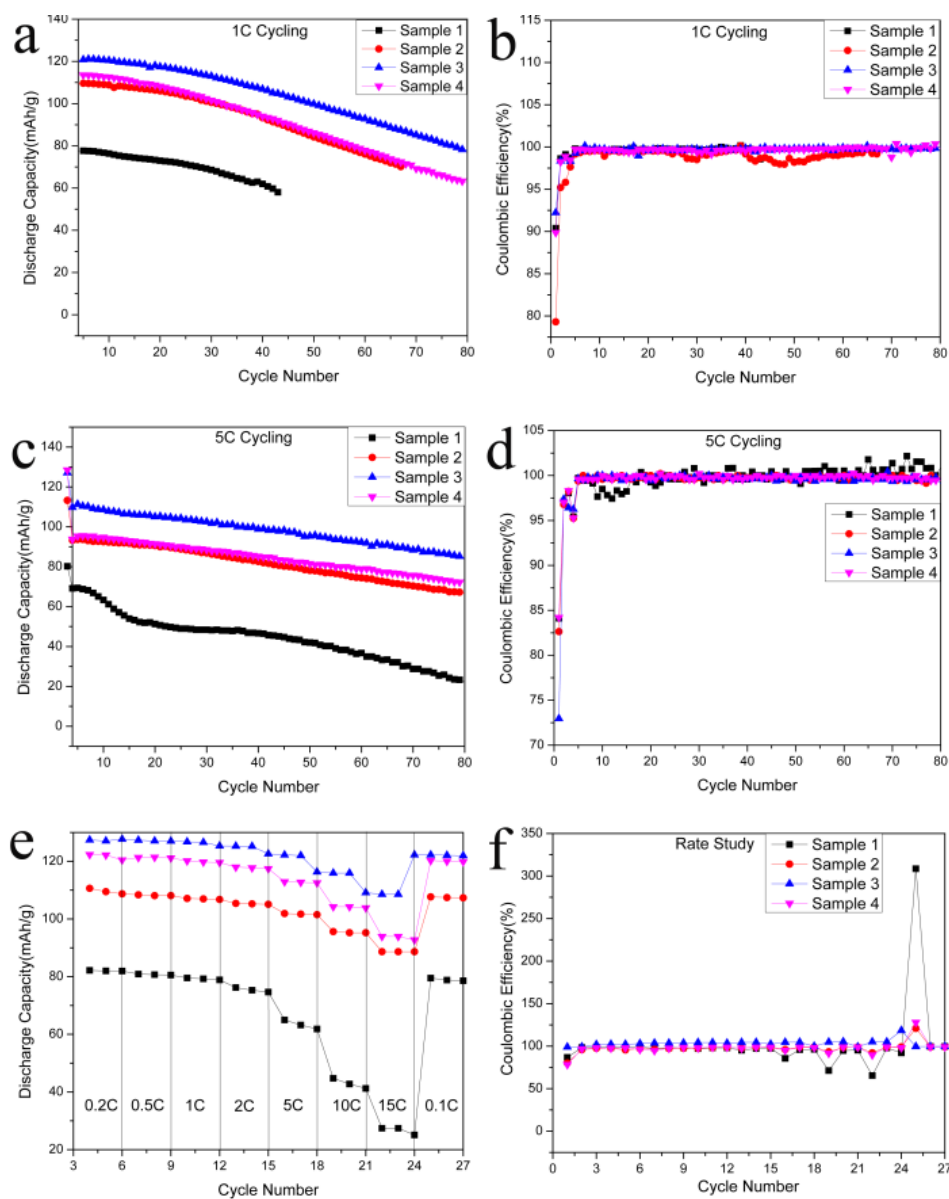 a
1C Cycling
Sample 1
Sample 2
Sample 3
Sample 4
140
120
100
80
60
40
20
0
Discharge Capacity(mAh/g)
10
20
30
40
50
60
70
80
Cycle Number
b
1C Cycling
Sample 1
Sample 2
Sample 3
Sample 4
115
110
105
100
95
90
85
80
Coulombic Efficiency(%)
0
10
20
30
40
50
60
70
80
Cycle Number
c
5C Cycling
Sample 1
Sample 2
Sample 3
Sample 4
140
120
100
80
60
40
20
0
Discharge Capacity(mAh/g)
10
20
30
40
50
60
70
80
Cycle Number
d
5C Cycling
Sample 1
Sample 2
Sample 3
Sample 4
105
100
95
90
85
80
75
70
Coulombic Efficiency(%)
0
10
20
30
40
50
60
70
80
Cycle Number
e
120
100
80
60
40
20
Discharge Capacity(mAh/g)
0.2C
0.5C
1C
2C
5C
10C
15C
0.1C
3
6
9
12
15
18
21
24
27
Cycle Number
f
Rate Study
Sample 1
Sample 2
Sample 3
Sample 4
350
300
250
200
150
100
50
0
Coulombic Efficiency(%)
0
3
6
9
12
15
18
21
24
27
Cycle Number